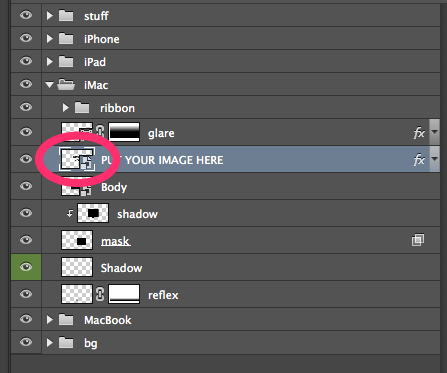 stuff
iPhone
iPad
iMac
ribbon
glare fx
PUT YOUR IMAGE HERE fx
Body
shadow
mask
Shadow
reflex
MacBook
bg